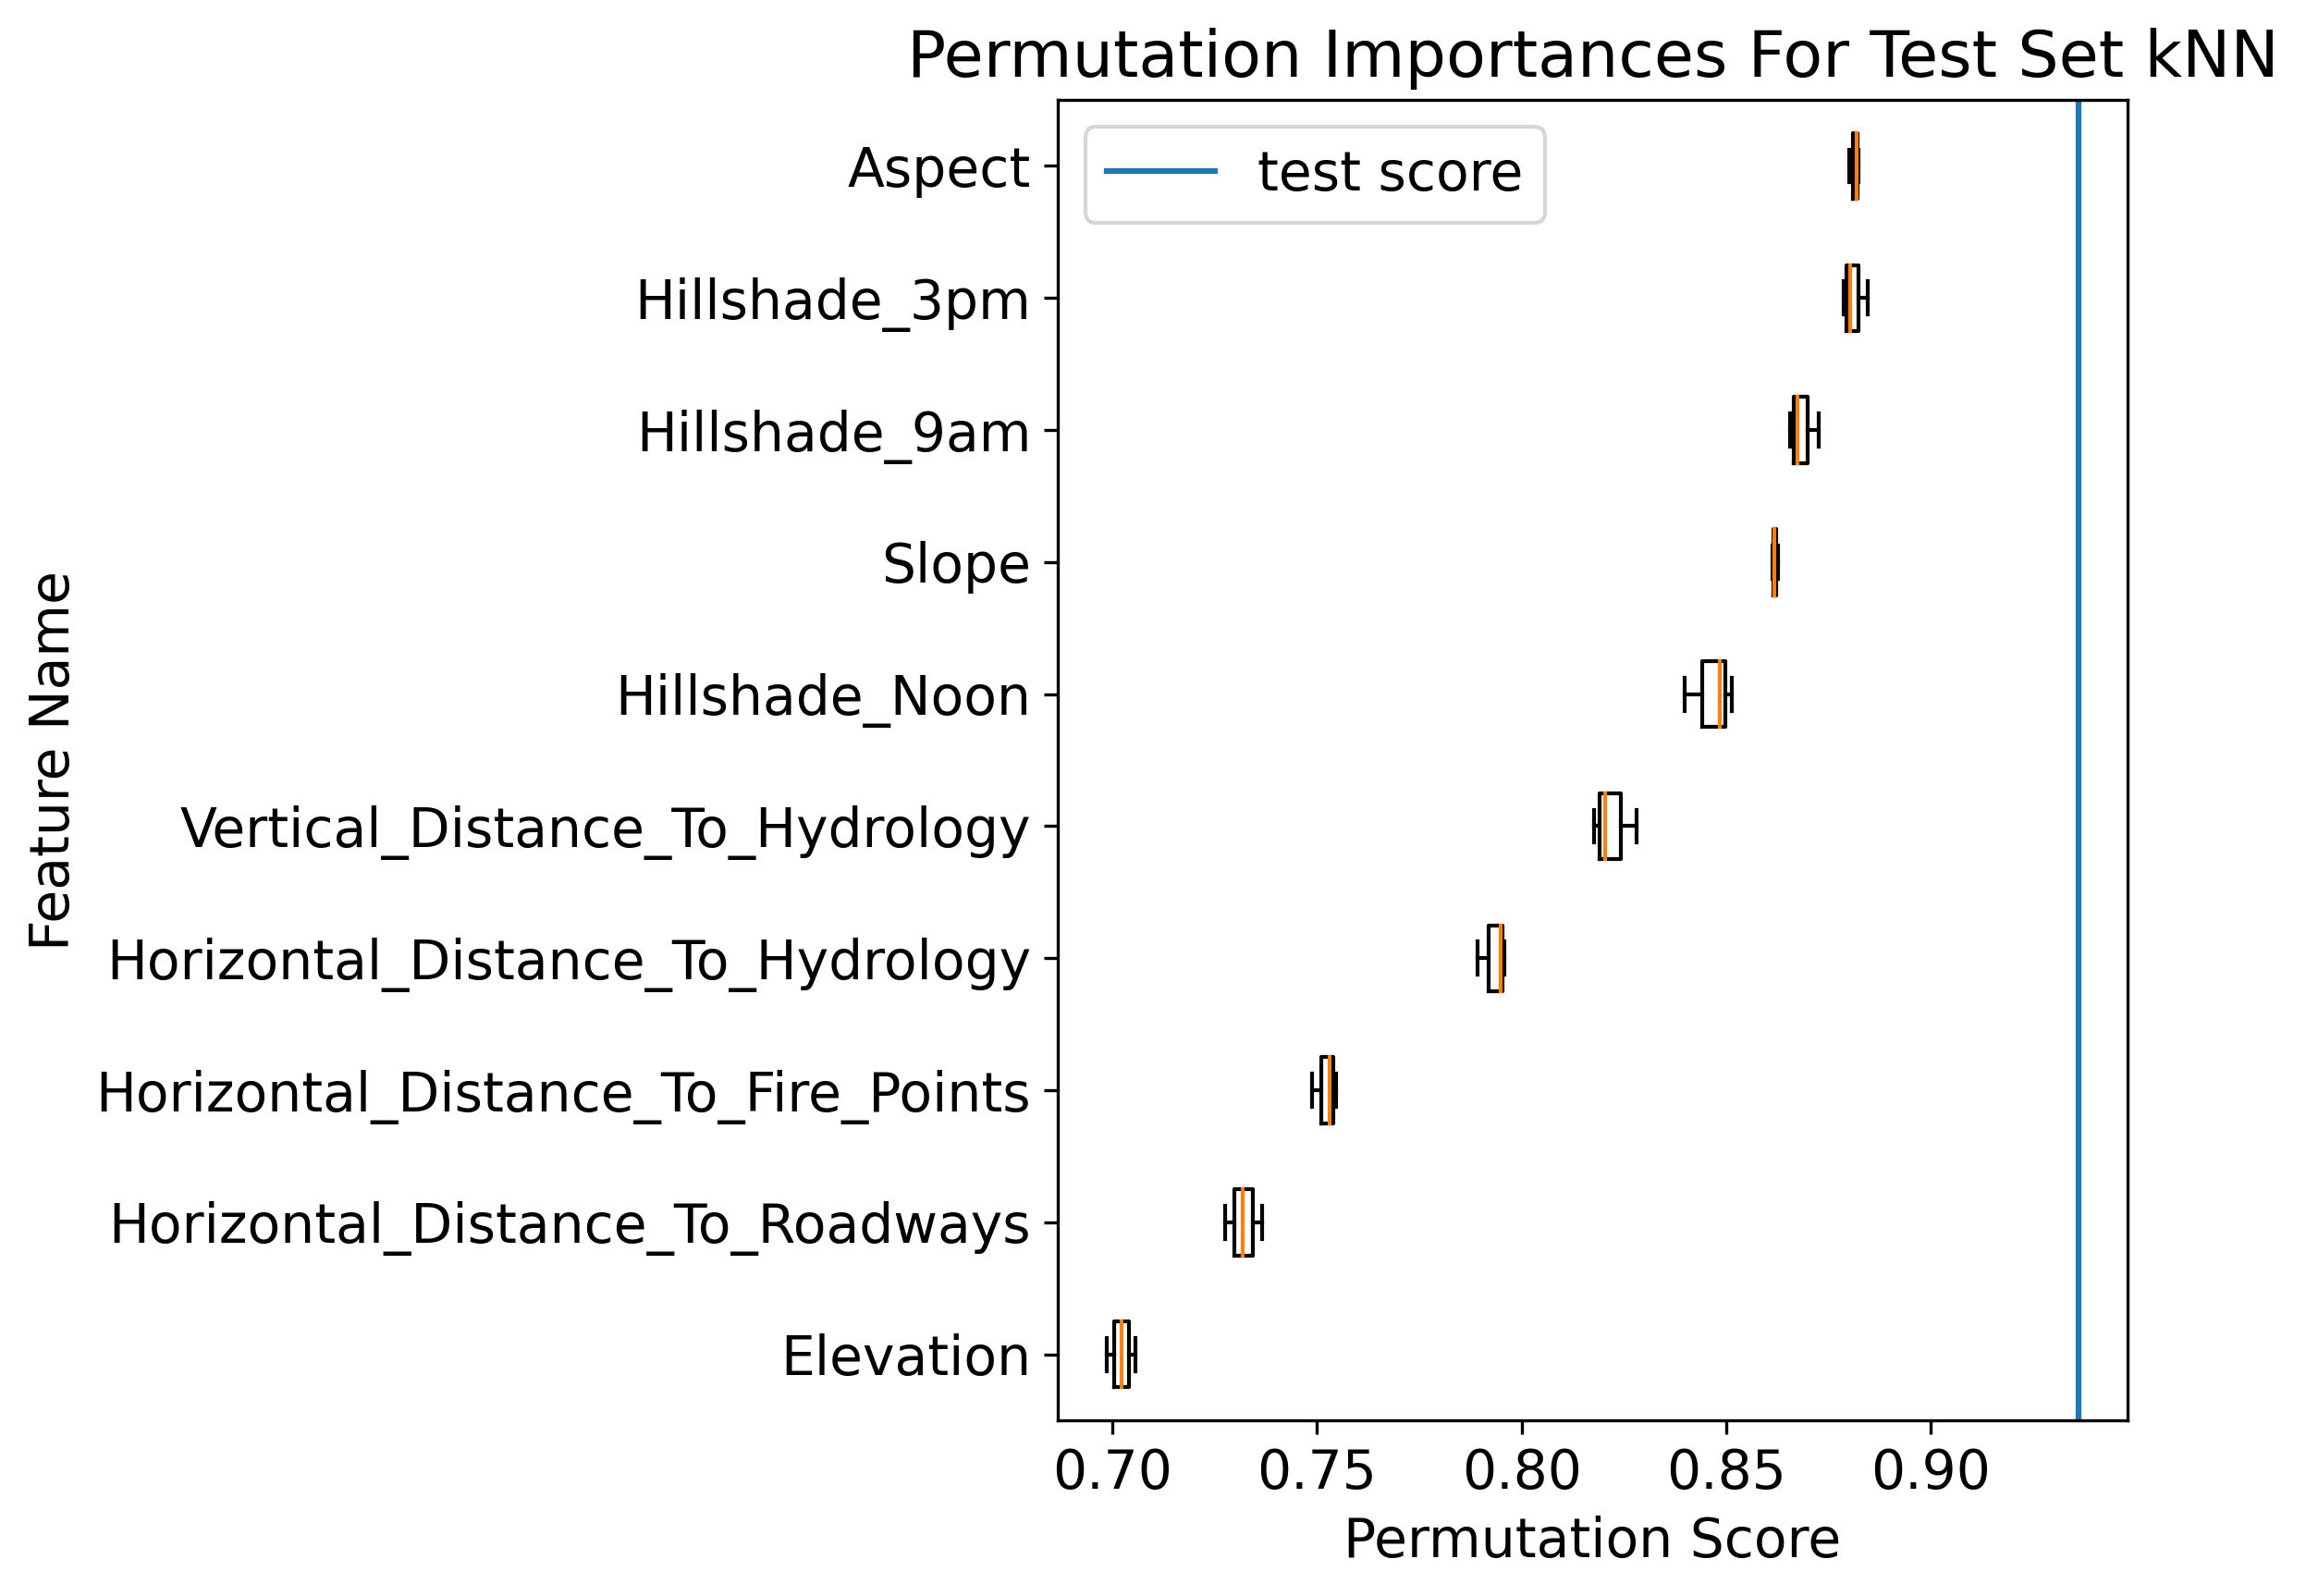 Permutation Importances For Test Set kNN
test score
Feature Name
Aspect
Hillshade_3pm
Hillshade_9am
Slope
Hillshade_Noon
Vertical_Distance_To_Hydrology
Horizontal_Distance_To_Hydrology
Horizontal_Distance_To_Fire_Points
Horizontal_Distance_To_Roadways
Elevation
0.70 0.75 0.80 0.85 0.90
Permutation Score